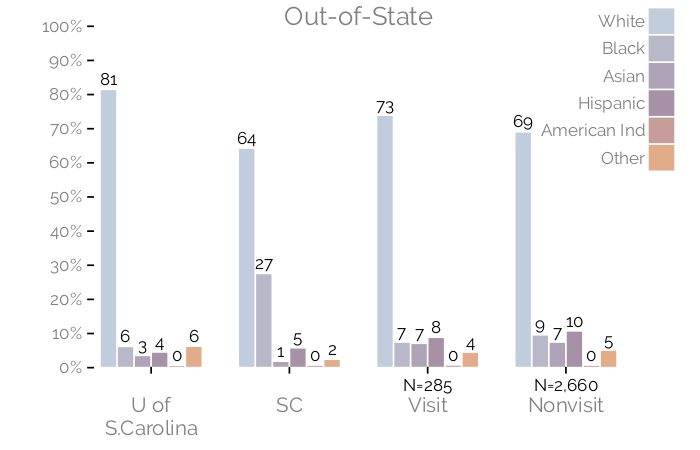 Out-of-State
100%
90%
80%
70%
60%
50%
40%
30%
20%
10%
0%
White
Black
Asian
Hispanic
American Ind
Other
81
6
3
4
0
6
64
27
1
5
0
2
73
7
7
8
0
4
69
9
7
10
0
5
N=285
N=2,660
U of
S.Carolina
SC
Visit
Nonvisit